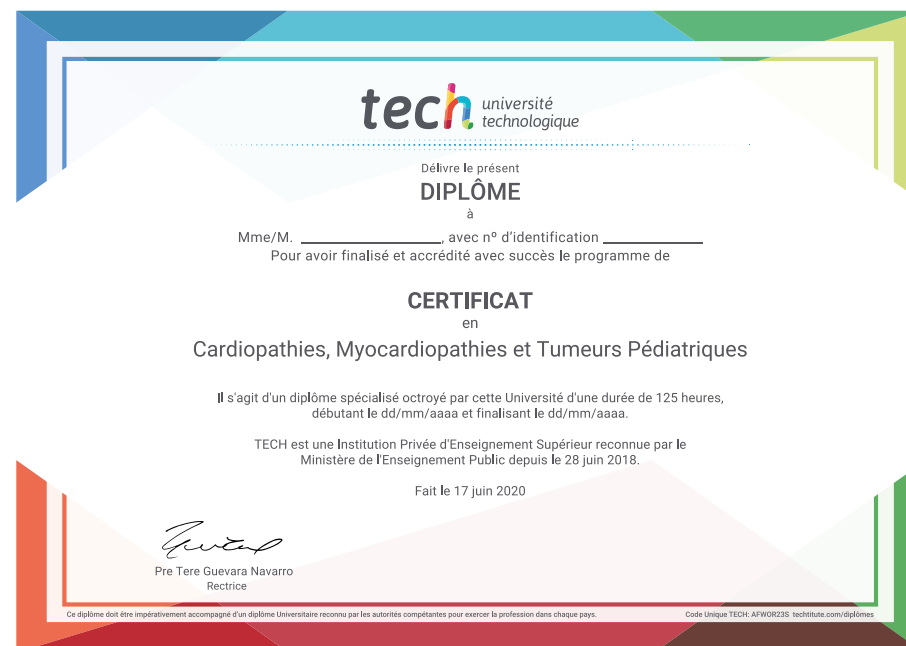 tech université
technologique
Délivre le présent
DIPLÔME
à
Mme/M. ____________________, avec nº d'identification ______________
Pour avoir finalisé et accrédité avec succès le programme de
CERTIFICAT
en
Cardiopathies, Myocardiopathies et Tumeurs Pédiatriques
Il s'agit d'un diplôme spécialisé octroyé par cette Université d'une durée de 125 heures,
débutant le dd/mm/aaaa et finalisant le dd/mm/aaaa.
TECH est une Institution Privée d'Enseignement Supérieur reconnue par le
Ministère de l'Enseignement Public depuis le 28 juin 2018.
Fait le 17 juin 2020
Pre Tere Guevara Navarro
Rectrice
Ce diplôme doit être impérativement accompagné d'un diplôme Universitaire reconnu par les autorités compétantes pour exercer la profession dans chaque pays.
Code Unique TECH: AFWOR23S techtitute.com/diplômes